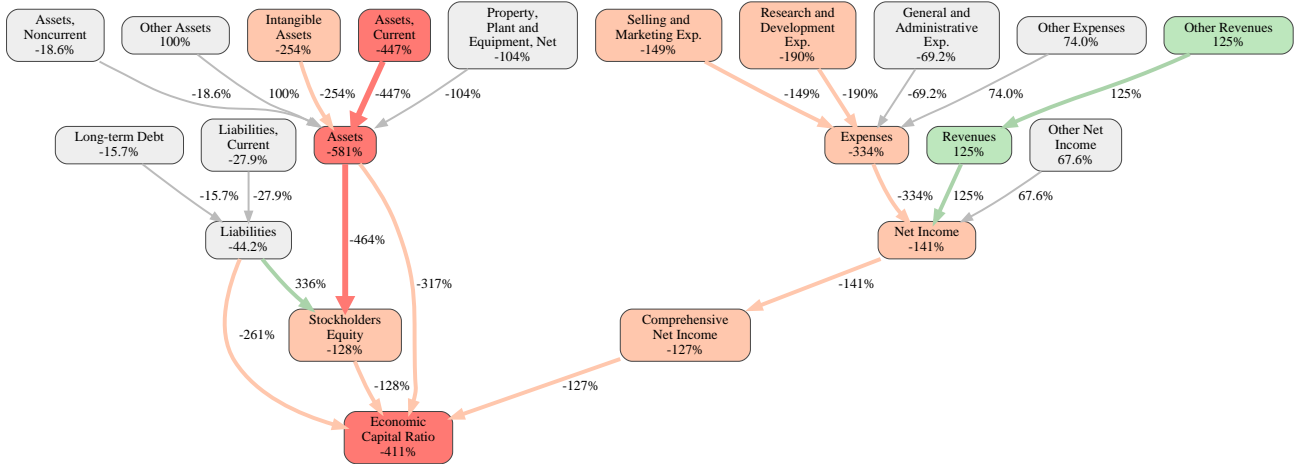 Assets,
Noncurrent
-18.6%
Other Assets
100%
Intangible
Assets
-254%
Assets,
Current
-447%
Property,
Plant and
Equipment, Net
-104%
Selling and
Marketing Exp.
-149%
Research and
Development
Exp.
-190%
General and
Administrative
Exp.
-69.2%
Other Expenses
74.0%
Other Revenues
125%
-18.6%
100%
-254%
-447%
-104%
-149%
-190%
-69.2%
74.0%
125%
Long-term Debt
-15.7%
Liabilities,
Current
-27.9%
Assets
-581%
Expenses
-334%
Revenues
125%
Other Net
Income
67.6%
-15.7%
-27.9%
-334%
125%
67.6%
Liabilities
-44.2%
-464%
Net Income
-141%
336%
-317%
-141%
-261%
Stockholders
Equity
-128%
Comprehensive
Net Income
-127%
-128%
-127%
Economic
Capital Ratio
-411%